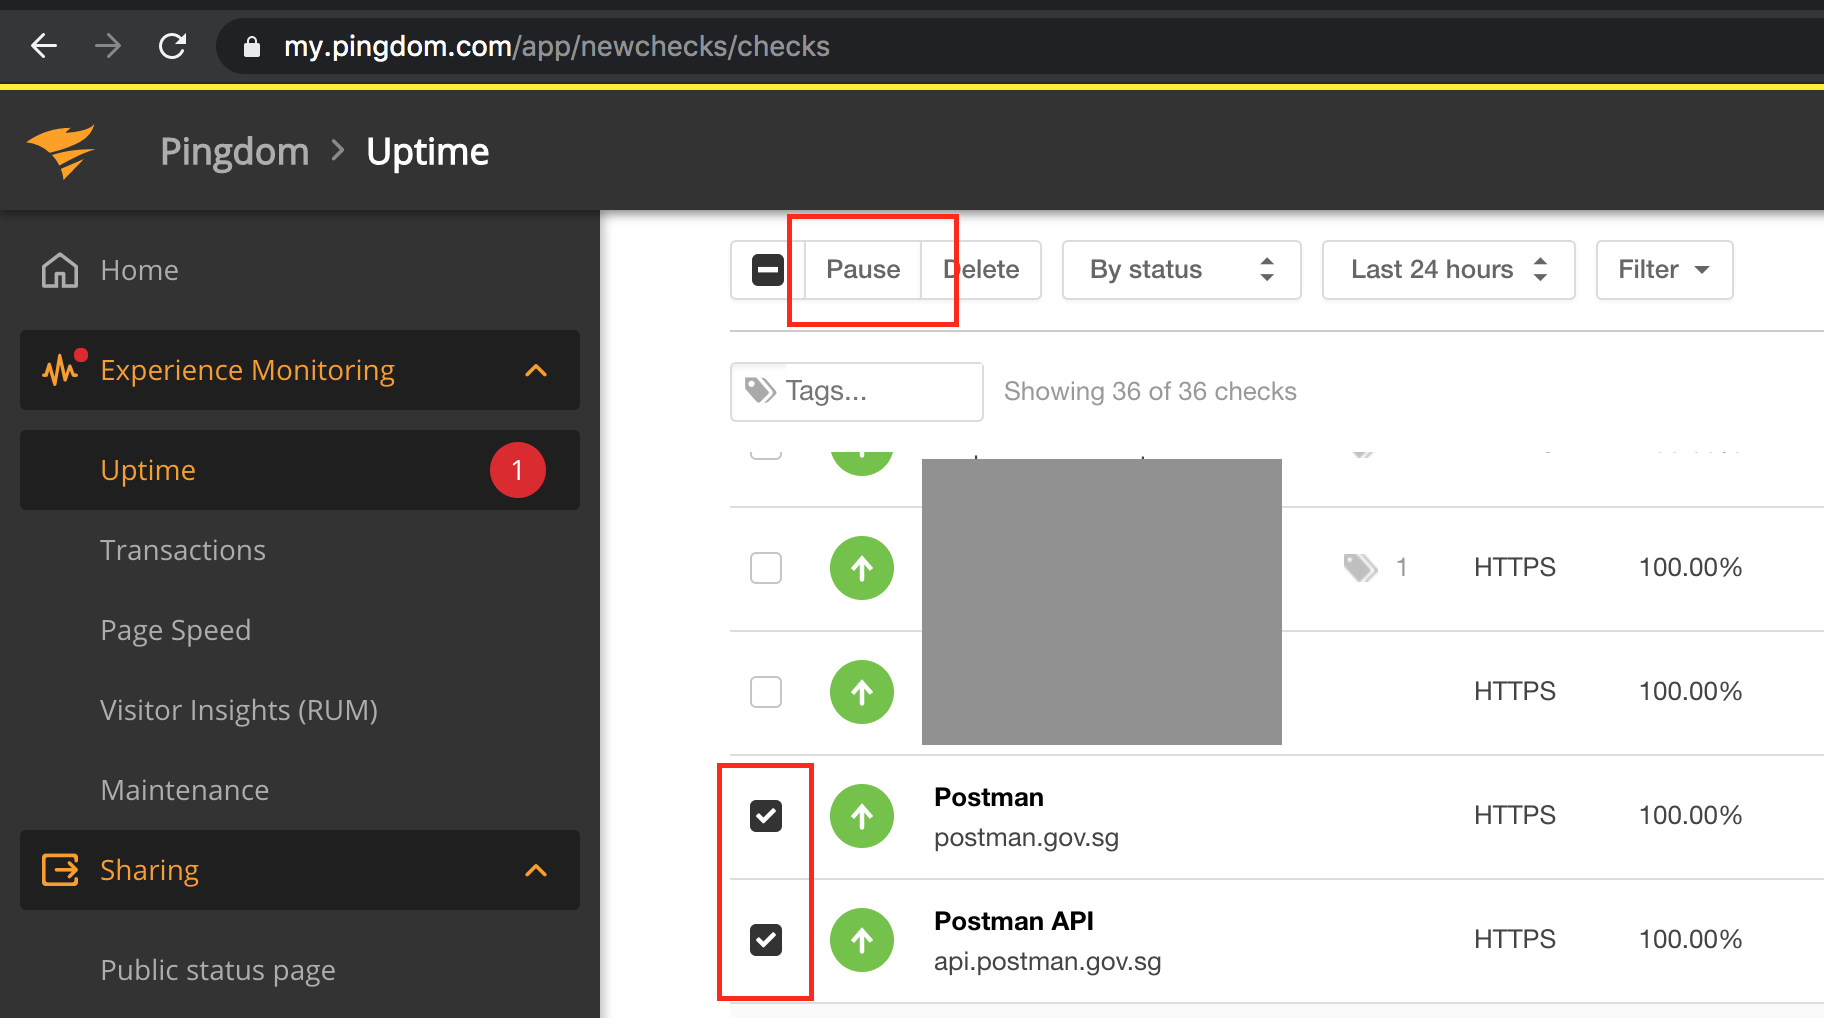 my.pingdom.com/app/newchecks/checks
Pingdom > Uptime
Home
Experience Monitoring
Uptime 1
Transactions
Page Speed
Visitor Insights (RUM)
Maintenance
Sharing
Public status page
Pause Delete By status Last 24 hours Filter
Tags... Showing 36 of 36 checks
1 HTTPS 100.00%
HTTPS 100.00%
Postman
postman.gov.sg
HTTPS 100.00%
Postman API
api.postman.gov.sg
HTTPS 100.00%